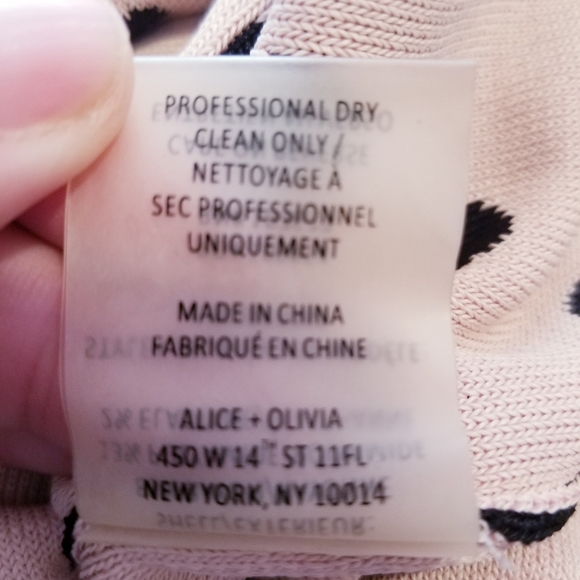 PROFESSIONAL DRY
CLEAN ONLY /
NETTOYAGE À
SEC PROFESSIONNEL
UNIQUEMENT
MADE IN CHINA
FABRIQUÉ EN CHINE
ALICE + OLIVIA
450 W 14™ ST 11FL
NEW YORK, NY 10014